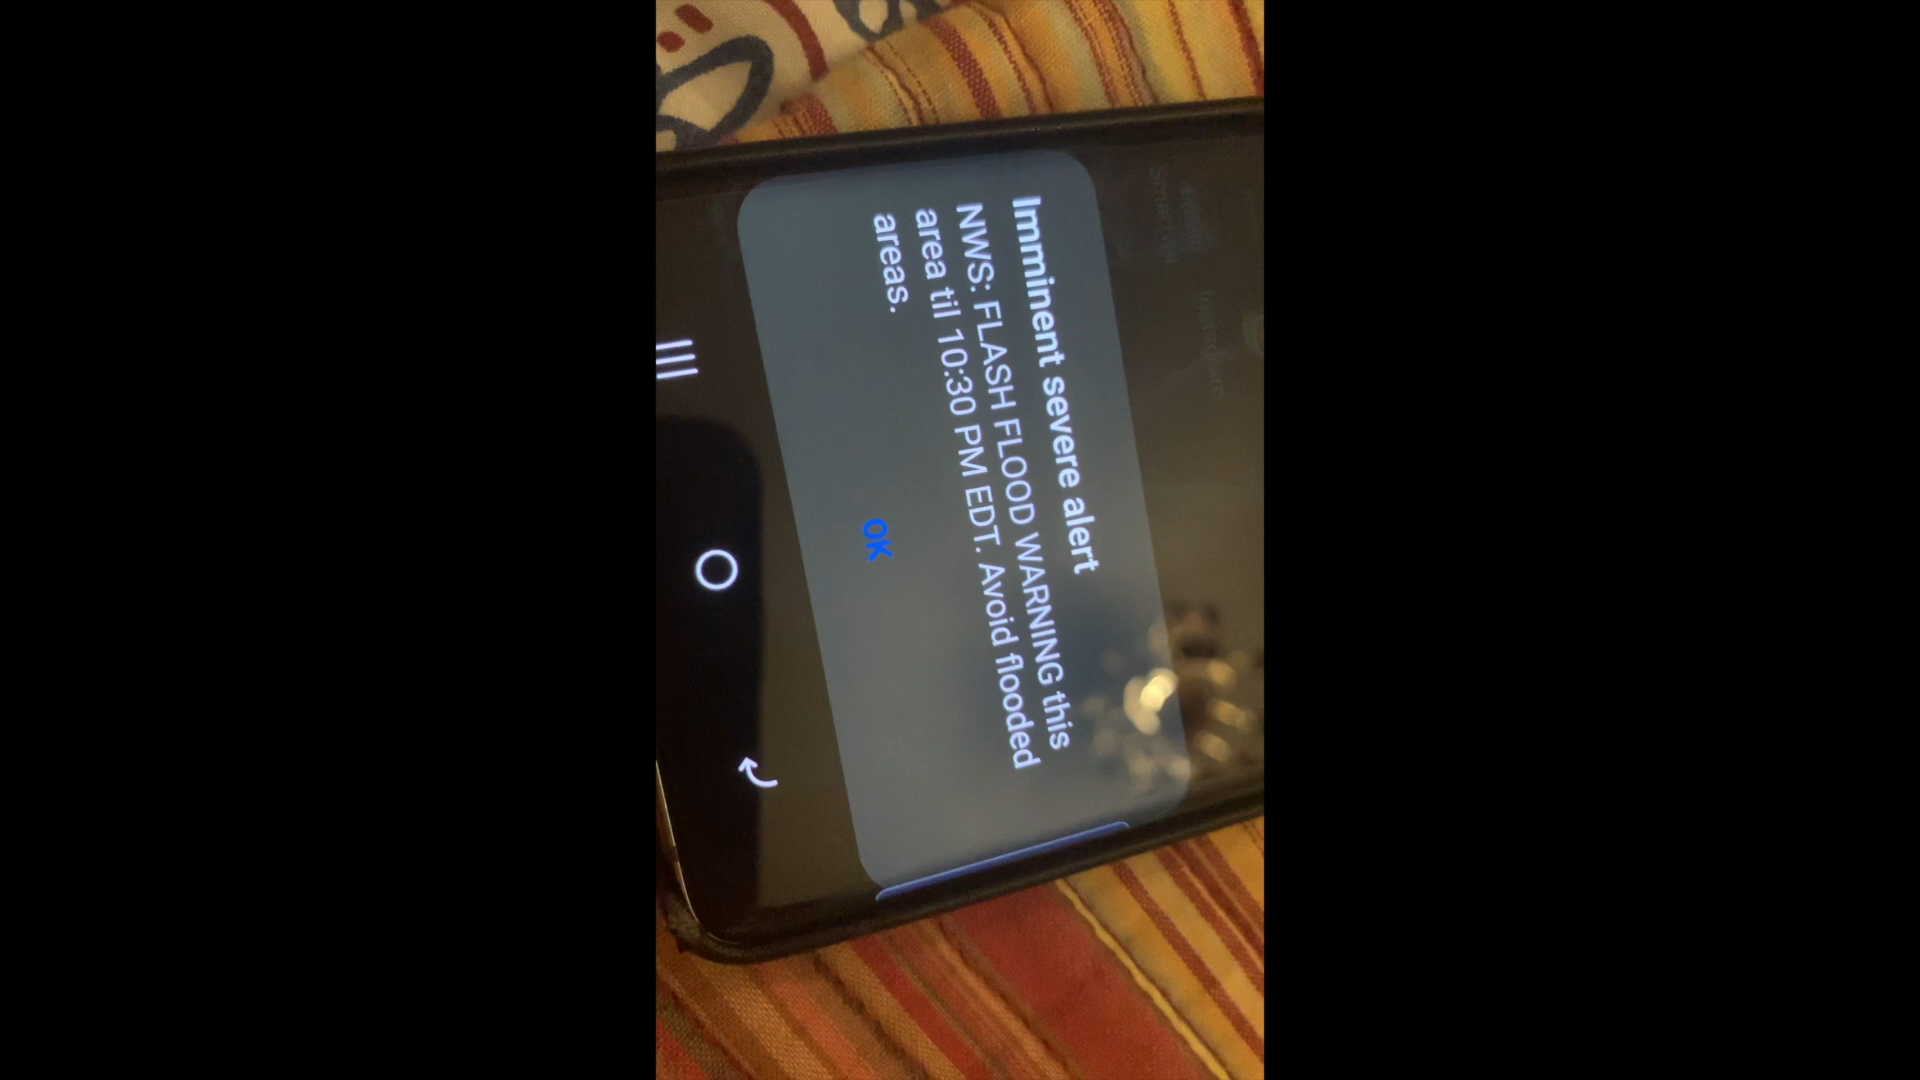 Imminent severe alert
NWS: FLASH FLOOD WARNING this
area til 10:30 PM EDT. Avoid flooded
areas.
OK